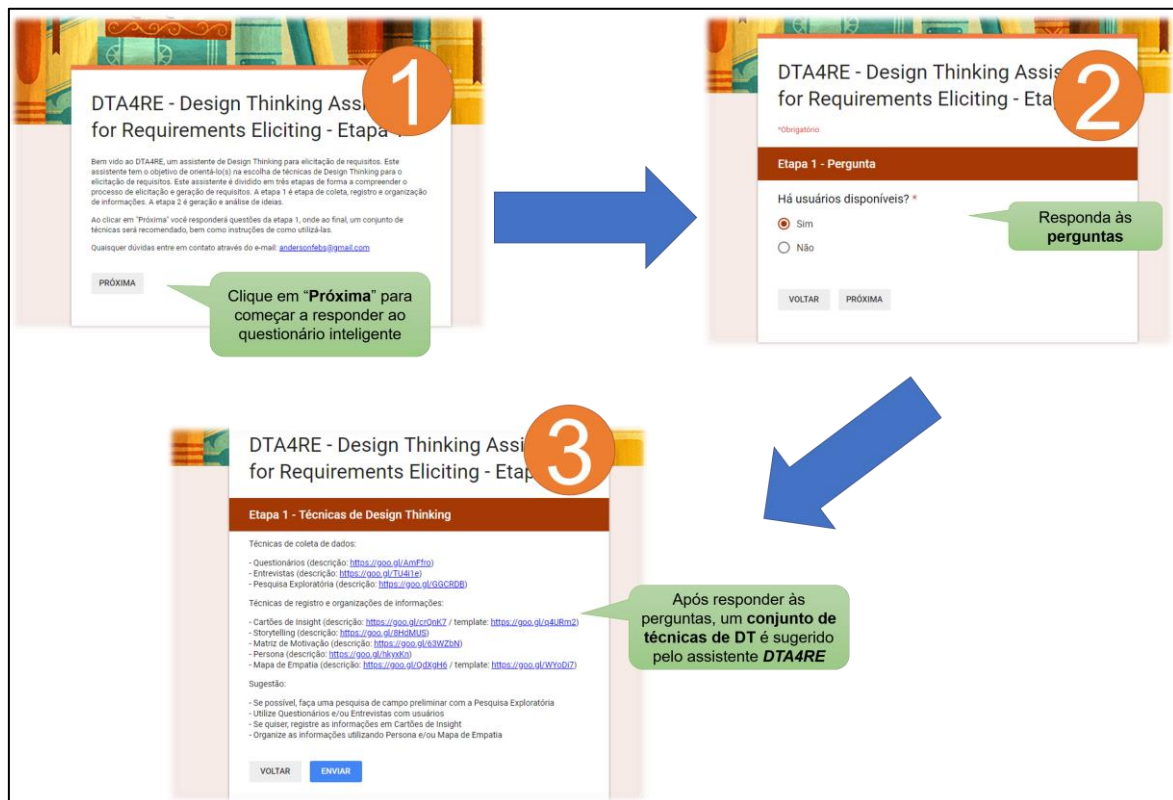 DTA4RE - Design Thinking Assi
for Requirements Eliciting - Etapa
1
Bem vido ao DTA4RE, um assistente de Design Thinking para elicitação de requisitos. Este
assistente tem o objetivo de orientá-lo(s) na escolha de técnicas de Design Thinking para o
elicitação de requisitos. Este assistente é dividido em três etapas de forma a compreender o
processo de elicitação e geração de requisitos. A etapa 1 é etapa de coleta, registro e organização
de informações. A etapa 2 é geração e análise de ideias.
Ao clicar em "Próxima" você responderá questões da etapa 1, onde ao final, um conjunto de
técnicas será recomendado, bem como instruções de como utilizá-las.
Quaisquer dúvidas entre em contato através do e-mail: andersonfebs@gmail.com
PRÓXIMA
Clique em “Próxima” para
começar a responder ao
questionário inteligente
DTA4RE - Design Thinking Assis
for Requirements Eliciting - Eta
2
*Obrigatório
Etapa 1 - Pergunta
Há usuários disponíveis? *
Sim
Não
Responda às
perguntas
VOLTAR PRÓXIMA
DTA4RE - Design Thinking Assi
for Requirements Eliciting - Etap
3
Etapa 1 - Técnicas de Design Thinking
Técnicas de coleta de dados:
- Questionários (descrição: https://goo.gl/AmFfro)
- Entrevistas (descrição: https://goo.gl/TU4i1e)
- Pesquisa Exploratória (descrição: https://goo.gl/GGCRDB)
Técnicas de registro e organizações de informações:
- Cartões de Insight (descrição: https://goo.gl/crQnK7 / template: https://goo.gl/q4URm2)
- Storytelling (descrição: https://goo.gl/8HdMUS)
- Matriz de Motivação (descrição: https://goo.gl/63WZbN)
- Persona (descrição: https://goo.gl/hkyxKn)
- Mapa de Empatia (descrição: https://goo.gl/QdXgH6 / template: https://goo.gl/WYoDI7)
Sugestão:
- Se possível, faça uma pesquisa de campo preliminar com a Pesquisa Exploratória
- Utilize Questionários e/ou Entrevistas com usuários
- Se quiser, registre as informações em Cartões de Insight
- Organize as informações utilizando Persona e/ou Mapa de Empatia
VOLTAR ENVIAR
Após responder às
perguntas, um conjunto de
técnicas de DT é sugerido
pelo assistente DTA4RE